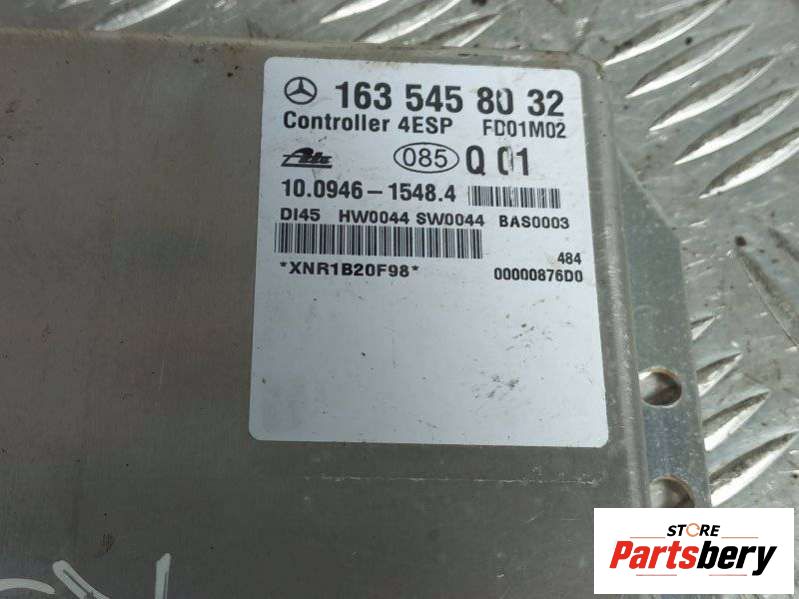 163 545 80 32
Controller 4ESP FD01M02
Ate 085 Q 01
10.0946-1548.4
DI45 HW0044 SW0044 BAS0003
484
*XNR1B20F98* 00000876D0
STORE
Partsbery